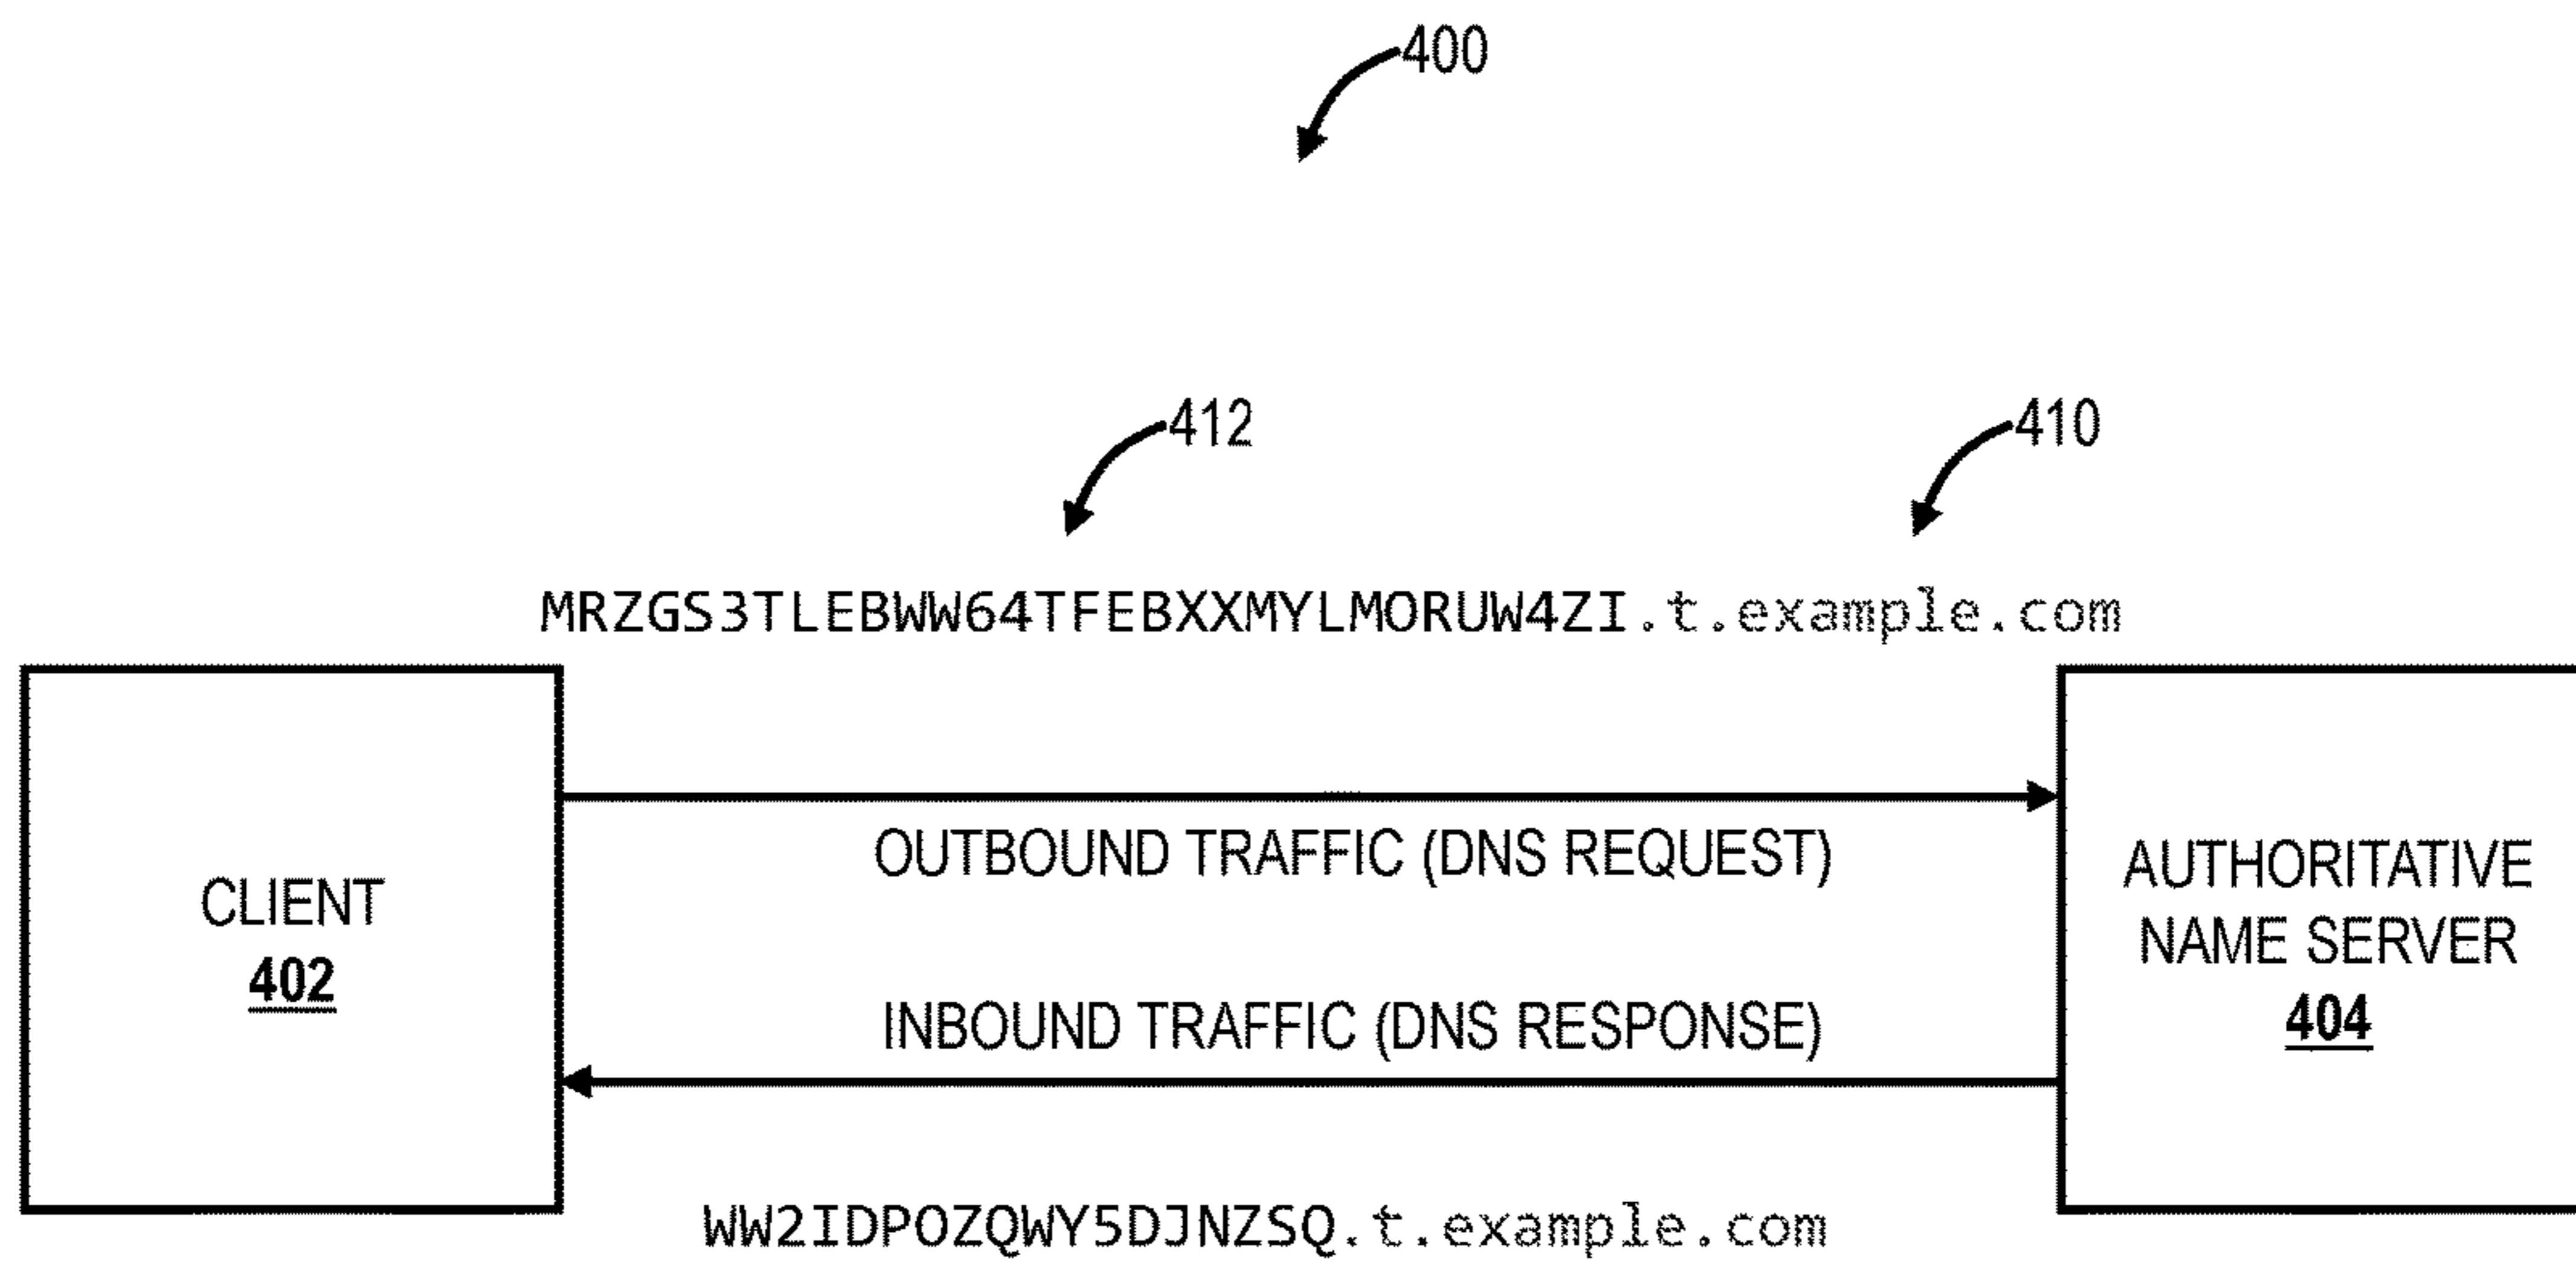 400
412
410
MRZGS3TLEBWW64TFEBXXMYLMORUW4ZI.t.example.com
OUTBOUND TRAFFIC (DNS REQUEST)
CLIENT
402
AUTHORITATIVE
NAME SERVER
404
INBOUND TRAFFIC (DNS RESPONSE)
WW2IDPOZQWY5DJNZSQ.t.example.com